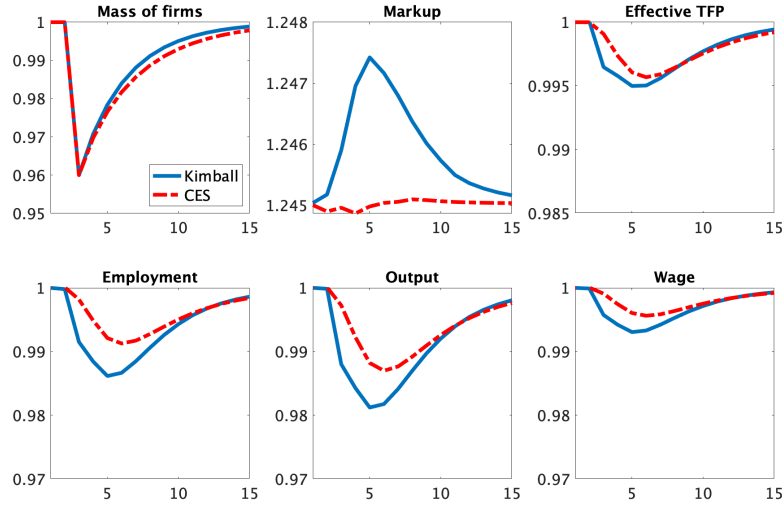 Mass of firms
1
0.99
0.98
0.97
0.96
0.95
5 10 15
Kimball
CES
Markup
1.248
1.247
1.246
1.245
5 10 15
Effective TFP
1
0.995
0.99
0.985
5 10 15
Employment
1
0.99
0.98
0.97
5 10 15
Output
1
0.99
0.98
0.97
5 10 15
Wage
1
0.99
0.98
0.97
5 10 15